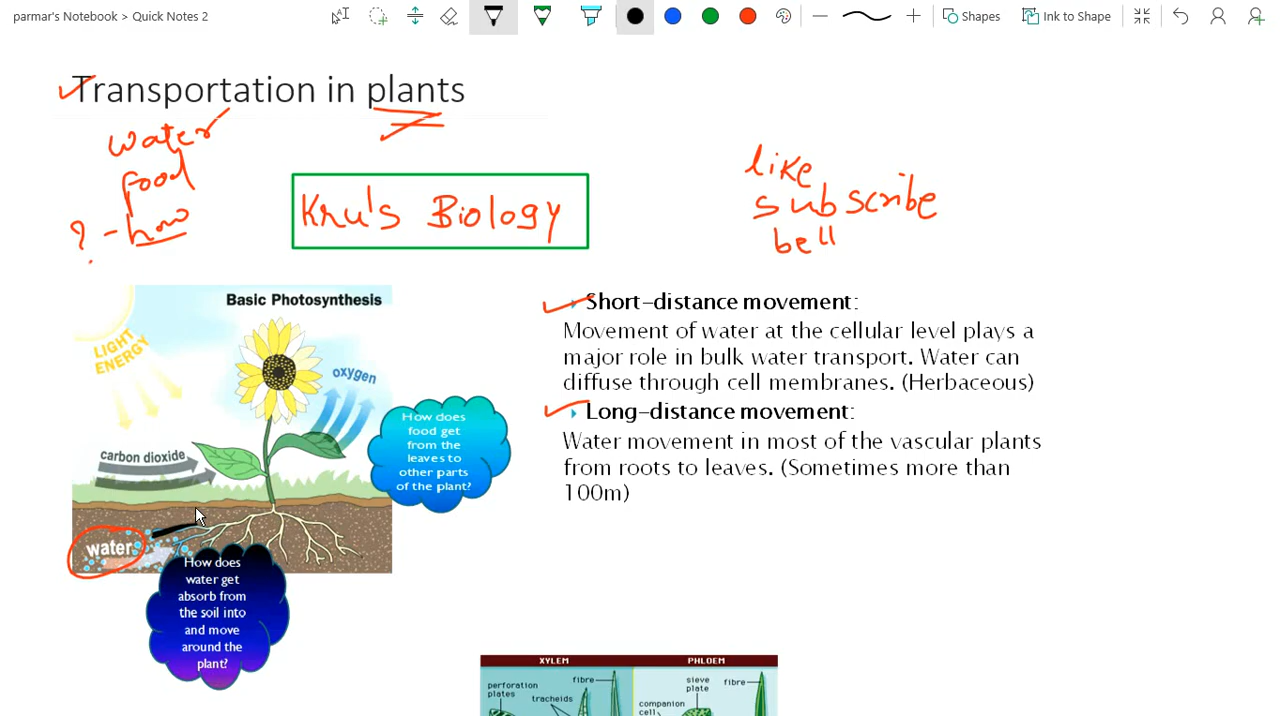 parmar's Notebook > Quick Notes 2
Shapes
Ink to Shape
Transportation in plants
water
food
? - how
Kru's Biology
like
subscribe
bell
Basic Photosynthesis
LIGHT
ENERGY
oxygen
carbon dioxide
water
How does
food get
from the
leaves to
other parts
of the plant?
How does
water get
absorb from
the soil into
and move
around the
plant?
Short-distance movement:
Movement of water at the cellular level plays a
major role in bulk water transport. Water can
diffuse through cell membranes. (Herbaceous)
Long-distance movement:
Water movement in most of the vascular plants
from roots to leaves. (Sometimes more than
100m)
XYLEM
perforation
plates
tracheids
fibre
PHLOEM
sieve
plate
fibre
companion
cell